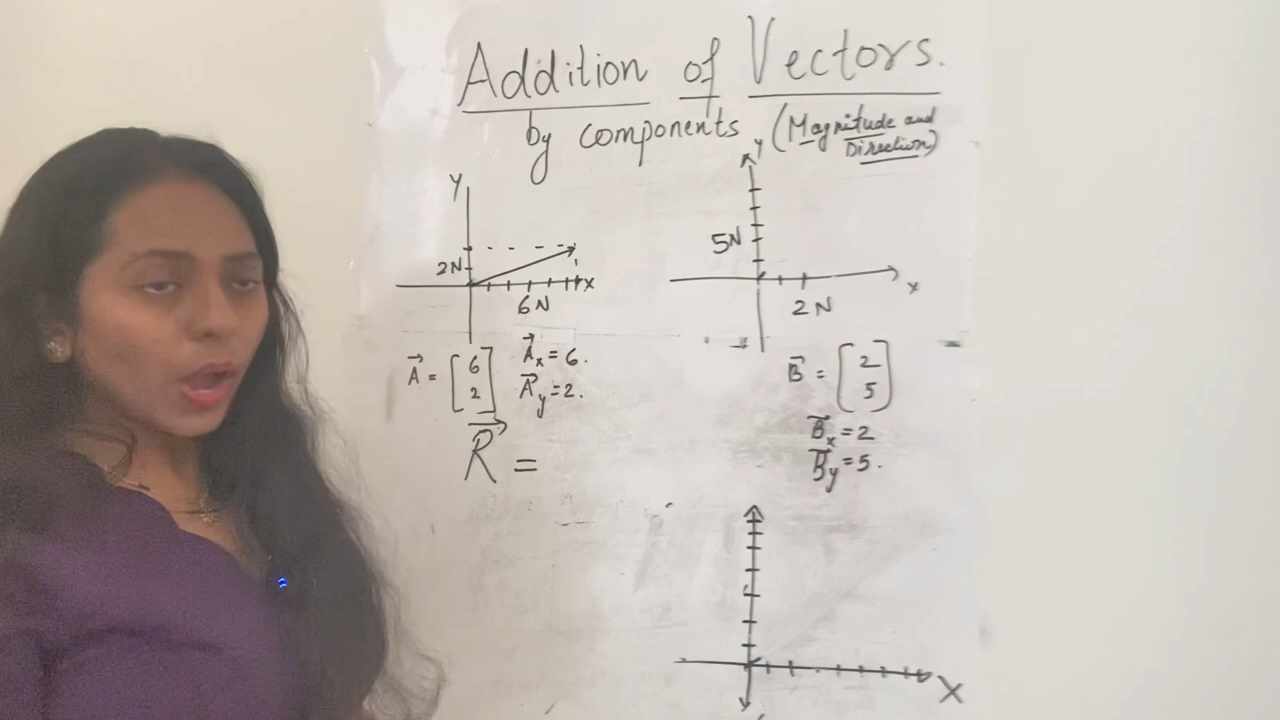 Addition of Vectors.
by components (Magnitude and
Direction)
Y
2N
6N
x
y
5N
2N
x
A = [6 2]
Ax = 6.
Ay = 2.
B = [2 5]
Bx = 2
By = 5.
R =
X